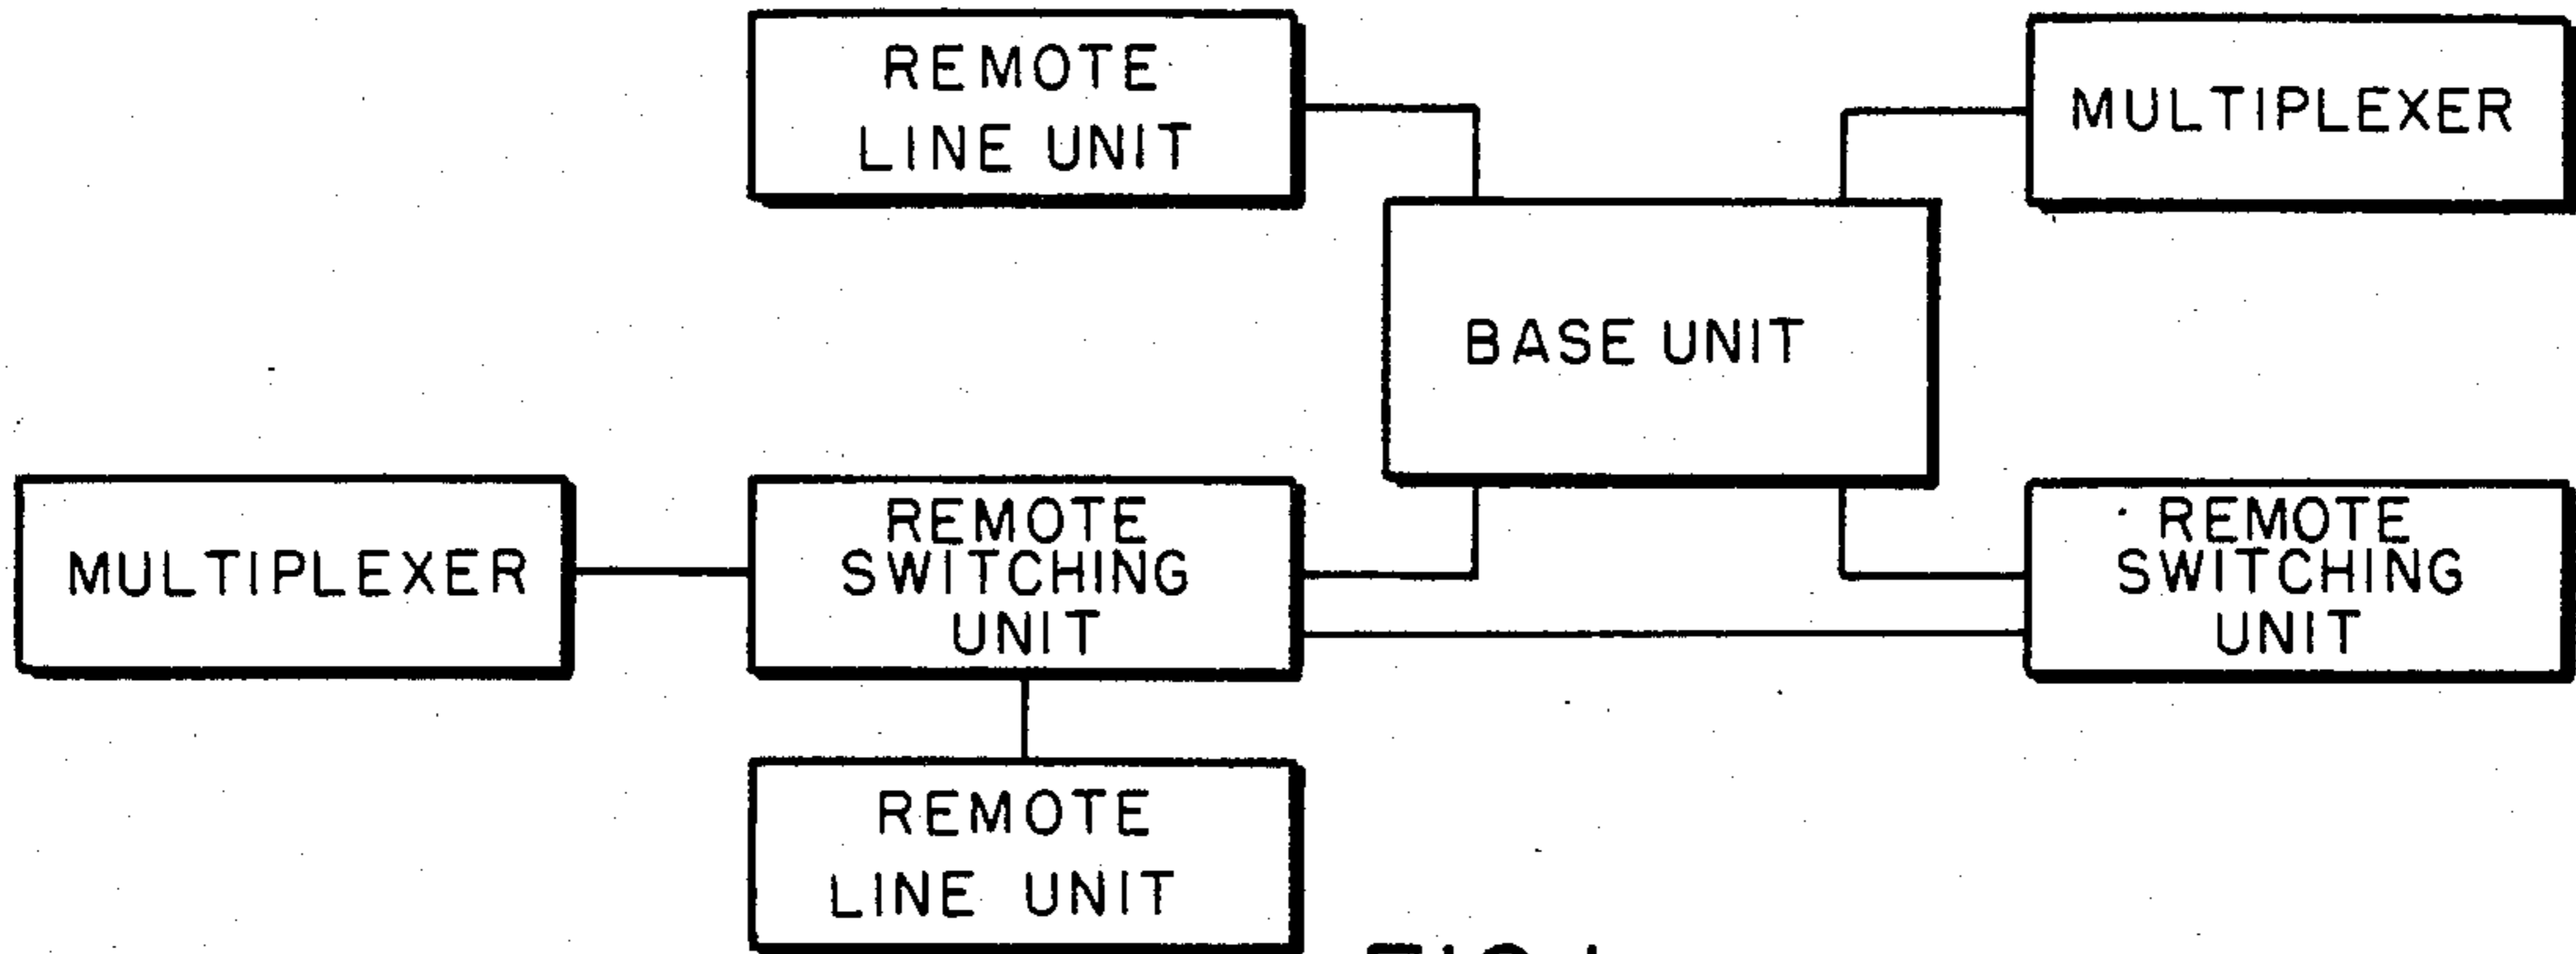 REMOTE
LINE UNIT
MULTIPLEXER
BASE UNIT
MULTIPLEXER
REMOTE
SWITCHING
UNIT
REMOTE
SWITCHING
UNIT
REMOTE
LINE UNIT